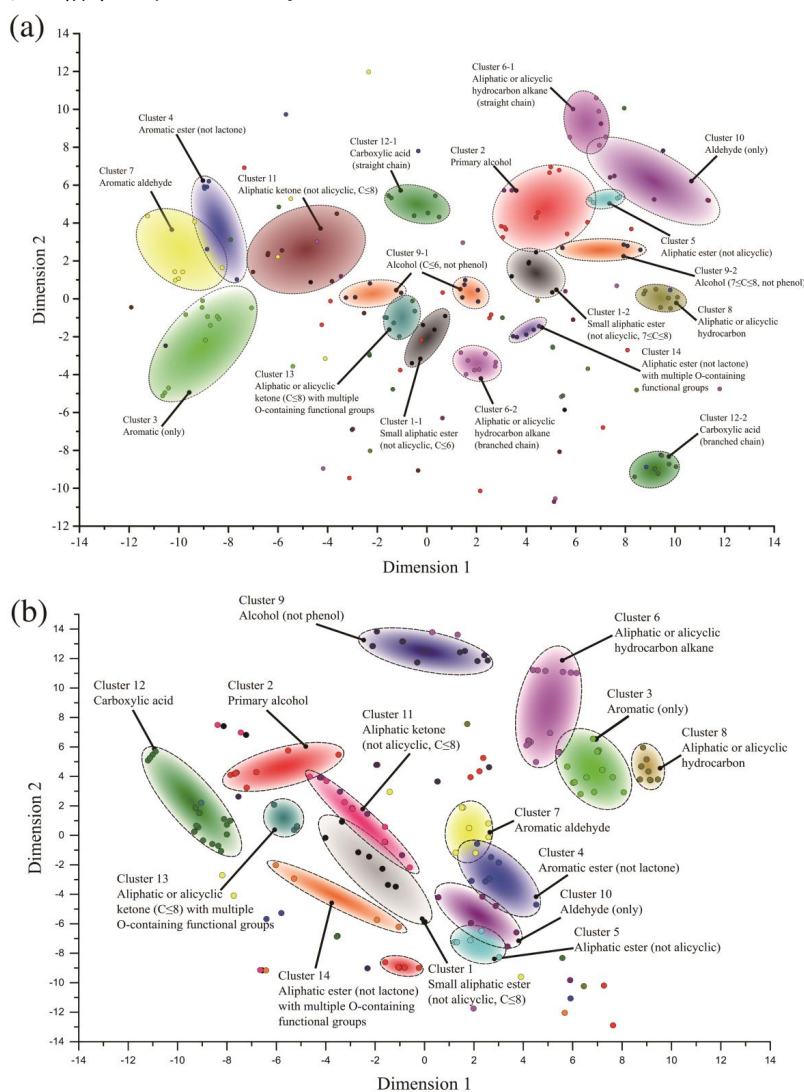 (a)
14
12
10
8
6
4
2
0
-2
-4
-6
-8
-10
-12
Dimension 2
-14
-12
-10
-8
-6
-4
-2
0
2
4
6
8
10
12
14
Dimension 1
Cluster 4
Aromatic ester (not lactone)
Cluster 7
Aromatic aldehyde
Cluster 11
Aliphatic ketone (not alicyclic, C≤8)
Cluster 12-1
Carboxylic acid
(straight chain)
Cluster 6-1
Aliphatic or alicyclic
hydrocarbon alkane
(straight chain)
Cluster 2
Primary alcohol
Cluster 10
Aldehyde (only)
Cluster 5
Aliphatic ester (not alicyclic)
Cluster 9-1
Alcohol (C≤6, not phenol)
Cluster 9-2
Alcohol (7≤C≤8, not phenol)
Cluster 8
Aliphatic or alicyclic
hydrocarbon
Cluster 1-2
Small aliphatic ester
(not alicyclic, 7≤C≤8)
Cluster 14
Aliphatic ester (not lactone)
with multiple O-containing
functional groups
Cluster 3
Aromatic (only)
Cluster 13
Aliphatic or alicyclic
ketone (C≤8) with multiple
O-containing functional groups
Cluster 1-1
Small aliphatic ester
(not alicyclic, C≤6)
Cluster 6-2
Aliphatic or alicyclic
hydrocarbon alkane
(branched chain)
Cluster 12-2
Carboxylic acid
(branched chain)
(b)
14
12
10
8
6
4
2
0
-2
-4
-6
-8
-10
-12
Dimension 2
-14
-12
-10
-8
-6
-4
-2
0
2
4
6
8
10
12
14
Dimension 1
Cluster 9
Alcohol (not phenol)
Cluster 6
Aliphatic or alicyclic
hydrocarbon alkane
Cluster 12
Carboxylic acid
Cluster 2
Primary alcohol
Cluster 11
Aliphatic ketone
(not alicyclic, C≤8)
Cluster 3
Aromatic (only)
Cluster 8
Aliphatic or alicyclic
hydrocarbon
Cluster 7
Aromatic aldehyde
Cluster 4
Aromatic ester (not lactone)
Cluster 10
Aldehyde (only)
Cluster 5
Aliphatic ester (not alicyclic)
Cluster 13
Aliphatic or alicyclic
ketone (C≤8) with multiple
O-containing functional groups
Cluster 14
Aliphatic ester (not lactone)
with multiple O-containing
functional groups
Cluster 1
Small aliphatic ester
(not alicyclic, C≤8)